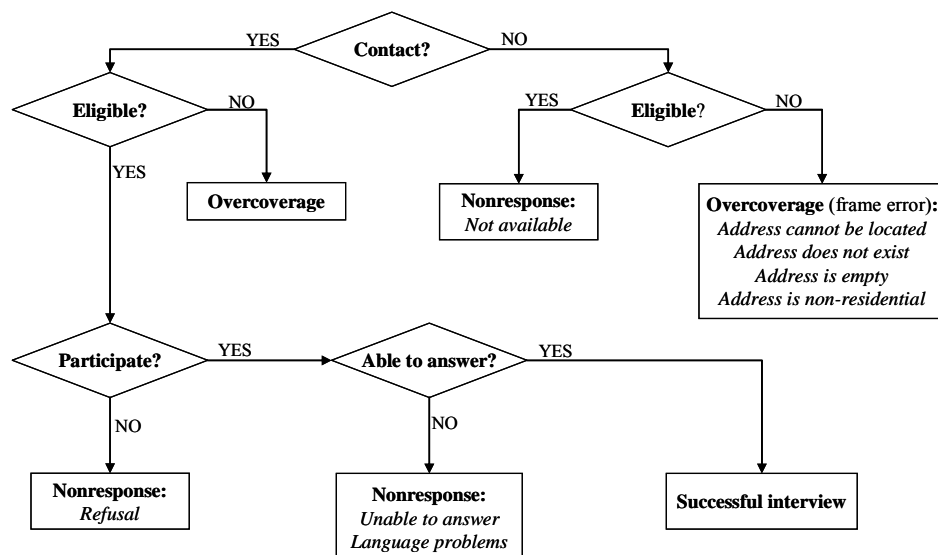 Contact?
YES
NO
Eligible?
NO
YES
Eligible?
NO
YES
Overcoverage
Nonresponse:
Not available
Overcoverage (frame error):
Address cannot be located
Address does not exist
Address is empty
Address is non-residential
Participate?
YES
Able to answer?
YES
NO
NO
Nonresponse:
Refusal
Nonresponse:
Unable to answer
Language problems
Successful interview